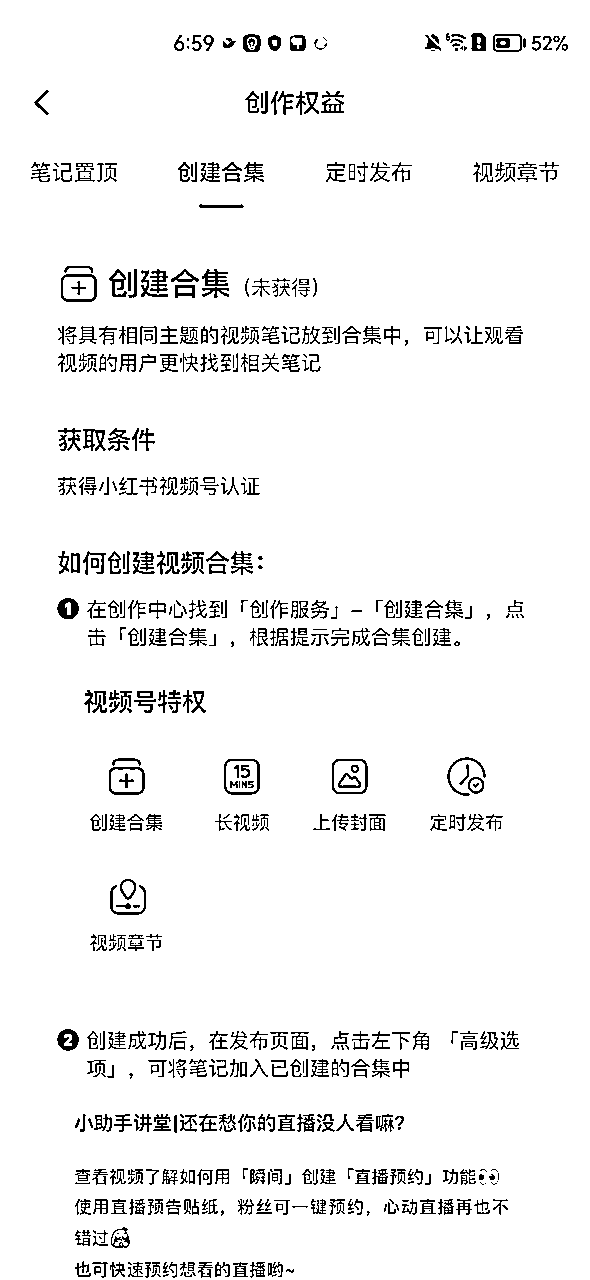 6:59 52%
创作权益
笔记置顶 创建合集 定时发布 视频章节
创建合集（未获得）
将具有相同主题的视频笔记放到合集中，可以让观看
视频的用户更快找到相关笔记
获取条件
获得小红书视频号认证
如何创建视频合集：
1 在创作中心找到「创作服务」-「创建合集」，点
击「创建合集」，根据提示完成合集创建。
视频号特权
15
MINS
创建合集 长视频 上传封面 定时发布
视频章节
2 创建成功后，在发布页面，点击左下角 「高级选
项」，可将笔记加入已创建的合集中
小助手讲堂|还在愁你的直播没人看嘛？
查看视频了解如何用「瞬间」创建「直播预约」功能👀
使用直播预告贴纸，粉丝可一键预约，心动直播再也不
错过
也可快速预约想看的直播哟~